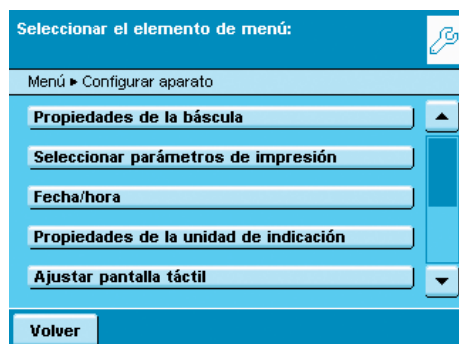 Seleccionar el elemento de menú:
Menú ▸ Configurar aparato
Propiedades de la báscula
Seleccionar parámetros de impresión
Fecha/hora
Propiedades de la unidad de indicación
Ajustar pantalla táctil
Volver